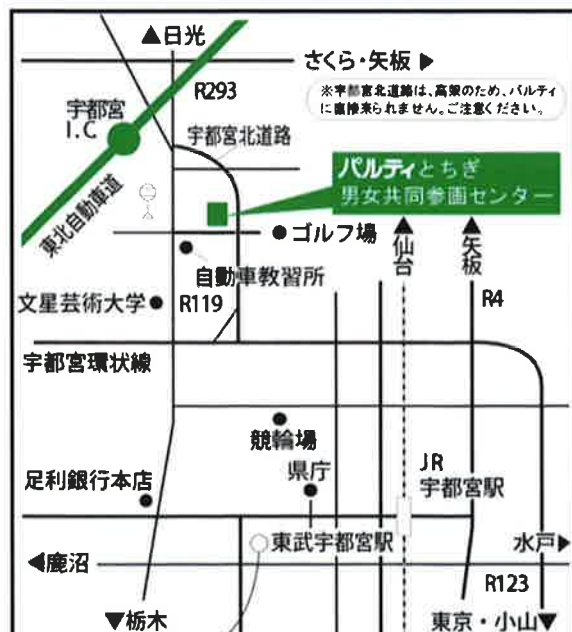 ▲日光
さくら・矢板▶
R293
※宇都宮北道路は、高架のため、パルティ
に直接来られません。ご注意ください。
宇都宮
I.C
宇都宮北道路
パルティとちぎ
男女共同参画センター
東北自動車道
●ゴルフ場
▲仙台
▲矢板
自動車教習所
文星芸術大学●
R119
R4
宇都宮環状線
競輪場
JR
宇都宮駅
県庁
足利銀行本店
東武宇都宮駅
水戸▶
◀鹿沼
R123
▼栃木
東京・小山▼